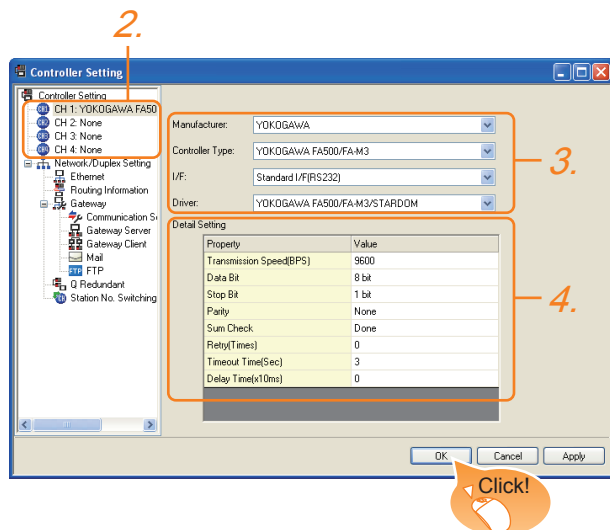 2.
Controller Setting
Controller Setting
CH 1: YOKOGAWA FA50
CH 2: None
CH 3: None
CH 4: None
Network/Duplex Setting
Ethernet
Routing Information
Gateway
Communication S
Gateway Server
Gateway Client
Mail
FTP FTP
Q Redundant
Station No. Switching
Manufacturer: YOKOGAWA
Controller Type: YOKOGAWA FA500/FA-M3
I/F: Standard I/F(RS232)
Driver: YOKOGAWA FA500/FA-M3/STARDOM
3.
Detail Setting
Property Value
Transmission Speed(BPS) 9600
Data Bit 8 bit
Stop Bit 1 bit
Parity None
Sum Check Done
Retry(Times) 0
Timeout Time(Sec) 3
Delay Time(x10ms) 0
4.
OK Cancel Apply
Click!